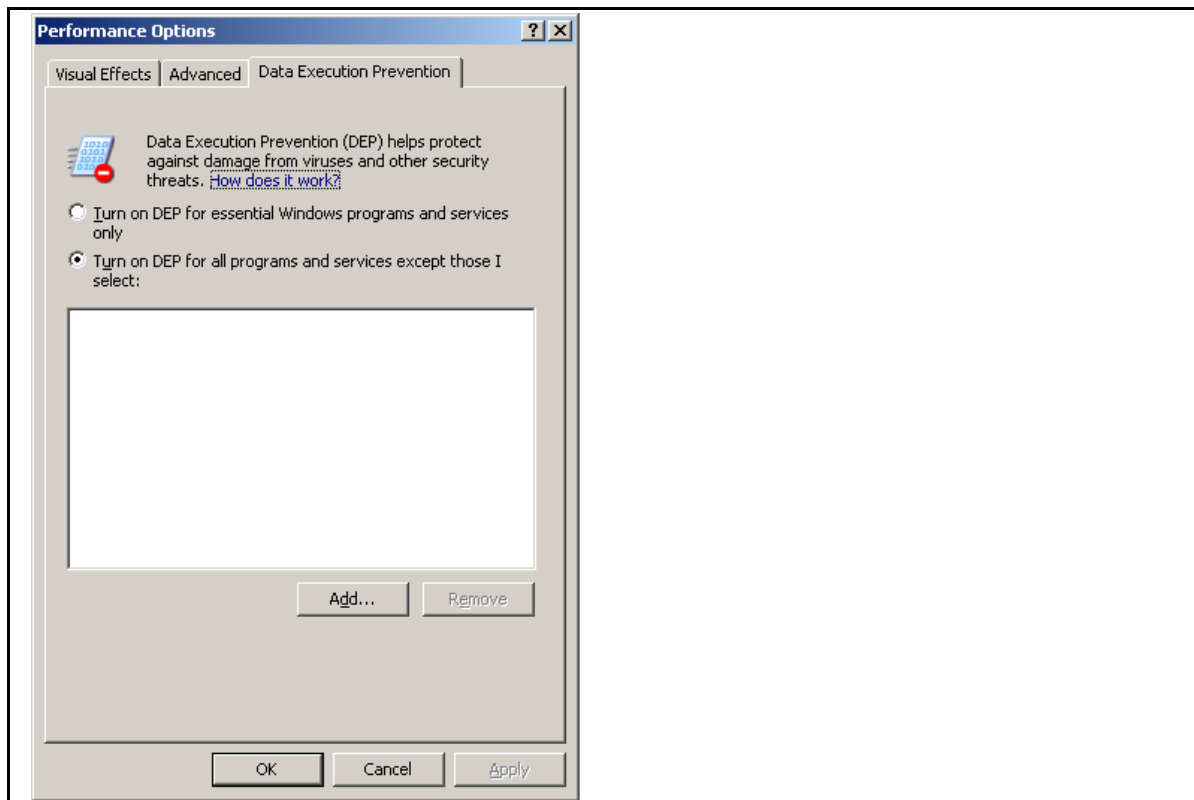 Performance Options
Visual Effects Advanced Data Execution Prevention
Data Execution Prevention (DEP) helps protect
against damage from viruses and other security
threats. How does it work?
Turn on DEP for essential Windows programs and services
only
Turn on DEP for all programs and services except those I
select:
Add... Remove
OK Cancel Apply